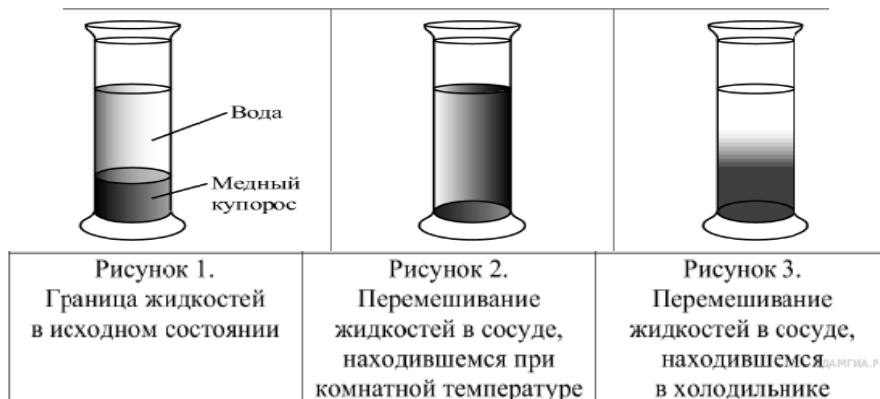 Вода
Медный
купорос
Рисунок 1.
Граница жидкостей
в исходном состоянии
Рисунок 2.
Перемешивание
жидкостей в сосуде,
находившемся при
комнатной температуре
Рисунок 3.
Перемешивание
жидкостей в сосуде,
находившемся
в холодильнике